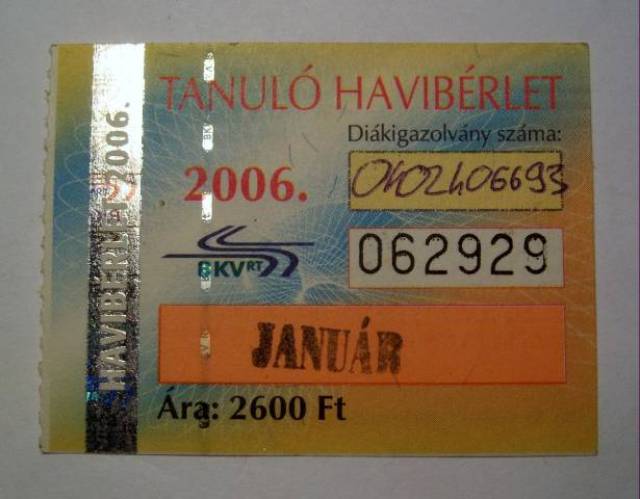 HAVIBÉRLET 2006.
TANULÓ HAVIBÉRLET
Diákigazolvány száma:
2006.
0402406693
BKV RT
062929
JANUÁR
Ára: 2600 Ft